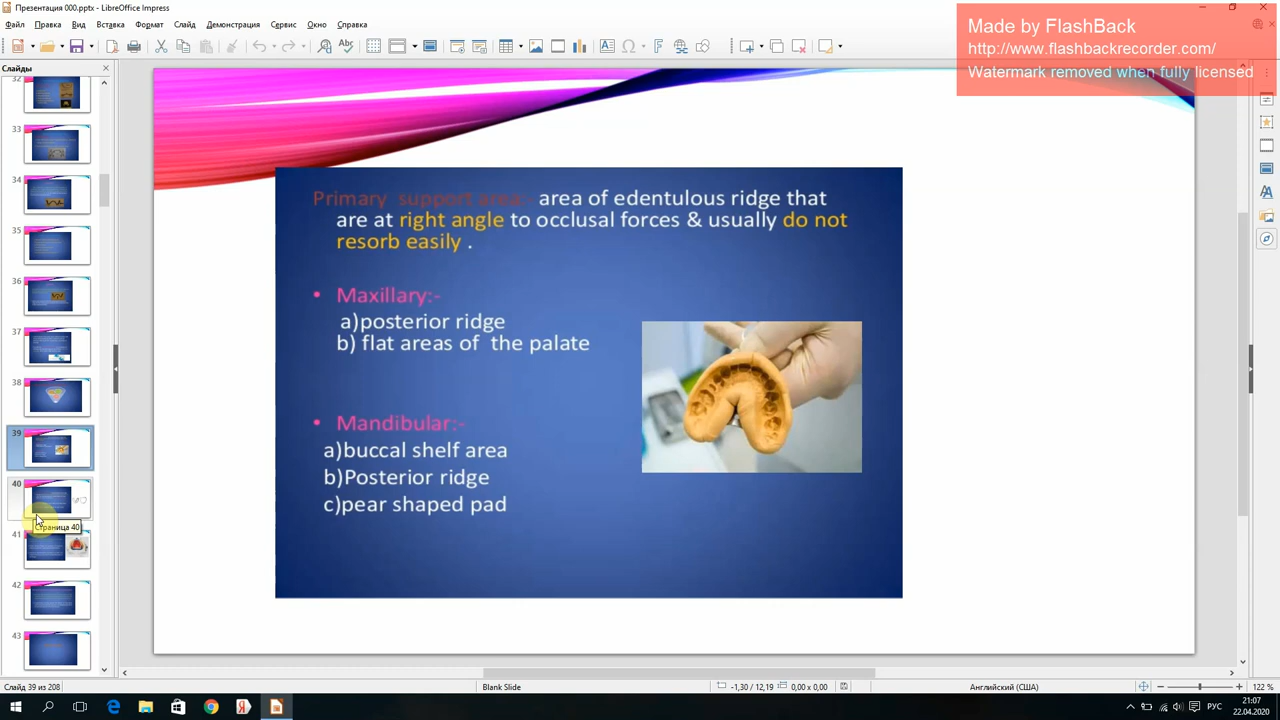 Презентация 000.pptx - LibreOffice Impress
Файл Правка Вид Вставка Формат Слайд Демонстрация Сервис Окно Справка
Made by FlashBack
http://www.flashbackrecorder.com/
Watermark removed when fully licensed
Слайды
32
33
34
35
36
37
38
39
40
41
42
43
Страница 40
Primary support area:- area of edentulous ridge that
are at right angle to occlusal forces & usually do not
resorb easily .
• Maxillary:-
a)posterior ridge
b) flat areas of the palate
• Mandibular:-
a)buccal shelf area
b)Posterior ridge
c)pear shaped pad
Слайд 39 из 208
Blank Slide
-1,30 / 12,19
0,00 x 0,00
Английский (США)
122 %
РУС
21:07
22.04.2020